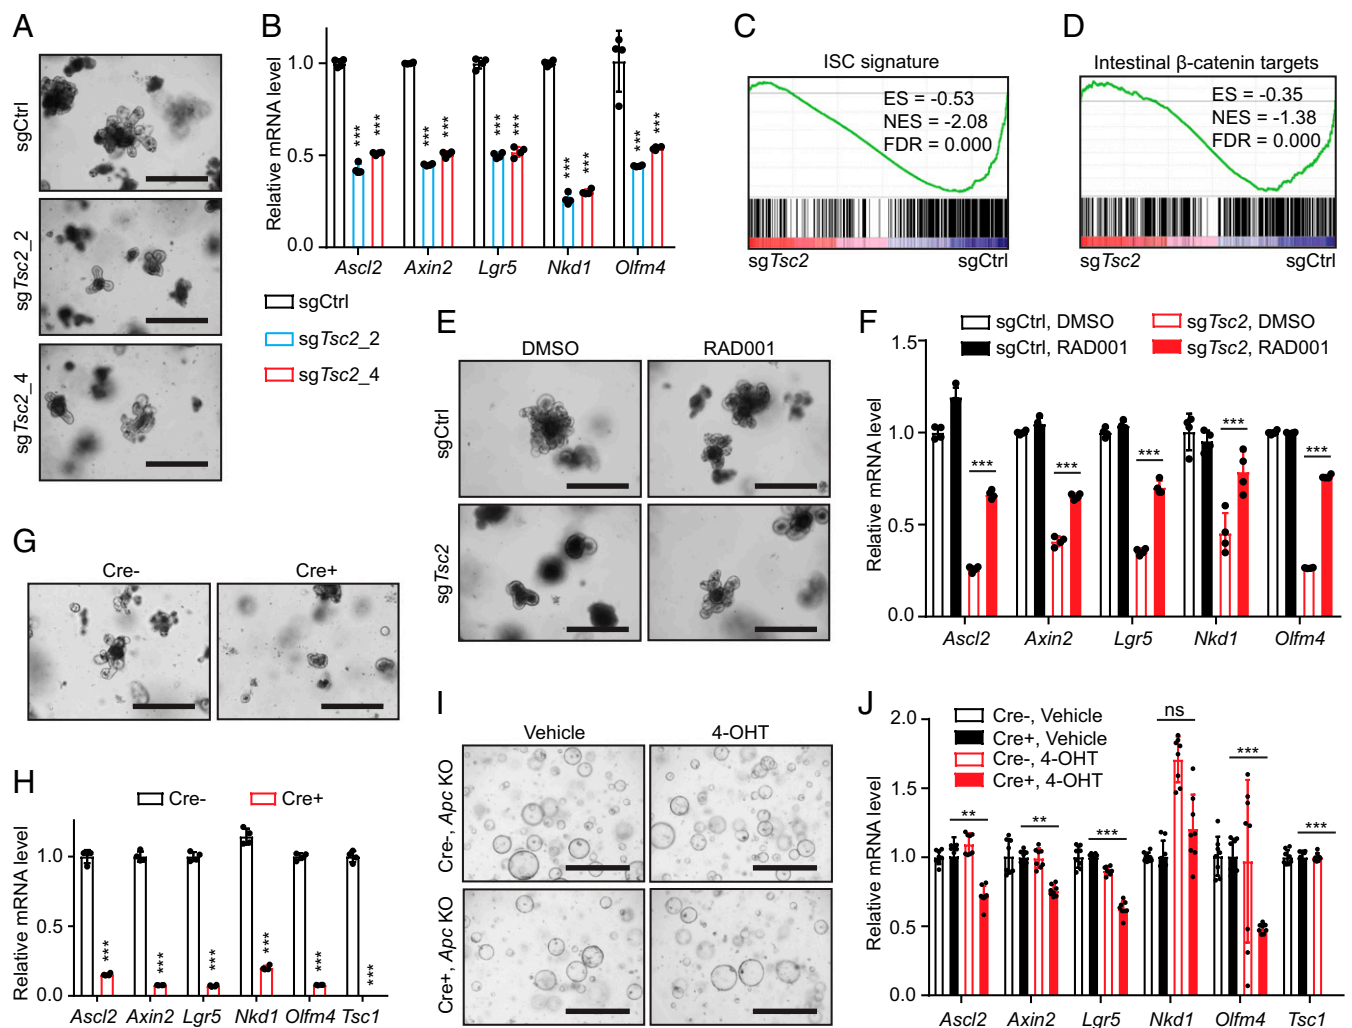 A
sgCtrl
sgTsc2_2
sgTsc2_4
B
Relative mRNA level
1.0
0.5
0.0
*** *** *** *** *** *** *** *** *** ***
Ascl2 Axin2 Lgr5 Nkd1 Olfm4
sgCtrl
sgTsc2_2
sgTsc2_4
C
ISC signature
ES = -0.53
NES = -2.08
FDR = 0.000
sgTsc2 sgCtrl
D
Intestinal β-catenin targets
ES = -0.35
NES = -1.38
FDR = 0.000
sgTsc2 sgCtrl
E
DMSO RAD001
sgCtrl
sgTsc2
F
sgCtrl, DMSO sgTsc2, DMSO
sgCtrl, RAD001 sgTsc2, RAD001
Relative mRNA level
1.5
1.0
0.5
0.0
*** *** *** *** ***
Ascl2 Axin2 Lgr5 Nkd1 Olfm4
G
Cre- Cre+
H
Cre- Cre+
Relative mRNA level
1.0
0.5
0.0
*** *** *** *** *** ***
Ascl2 Axin2 Lgr5 Nkd1 Olfm4 Tsc1
I
Vehicle 4-OHT
Cre-, Apc KO
Cre+, Apc KO
J
Cre-, Vehicle
Cre+, Vehicle
Cre-, 4-OHT
Cre+, 4-OHT
Relative mRNA level
2.0
1.5
1.0
0.5
0.0
** ** *** ns *** ***
Ascl2 Axin2 Lgr5 Nkd1 Olfm4 Tsc1